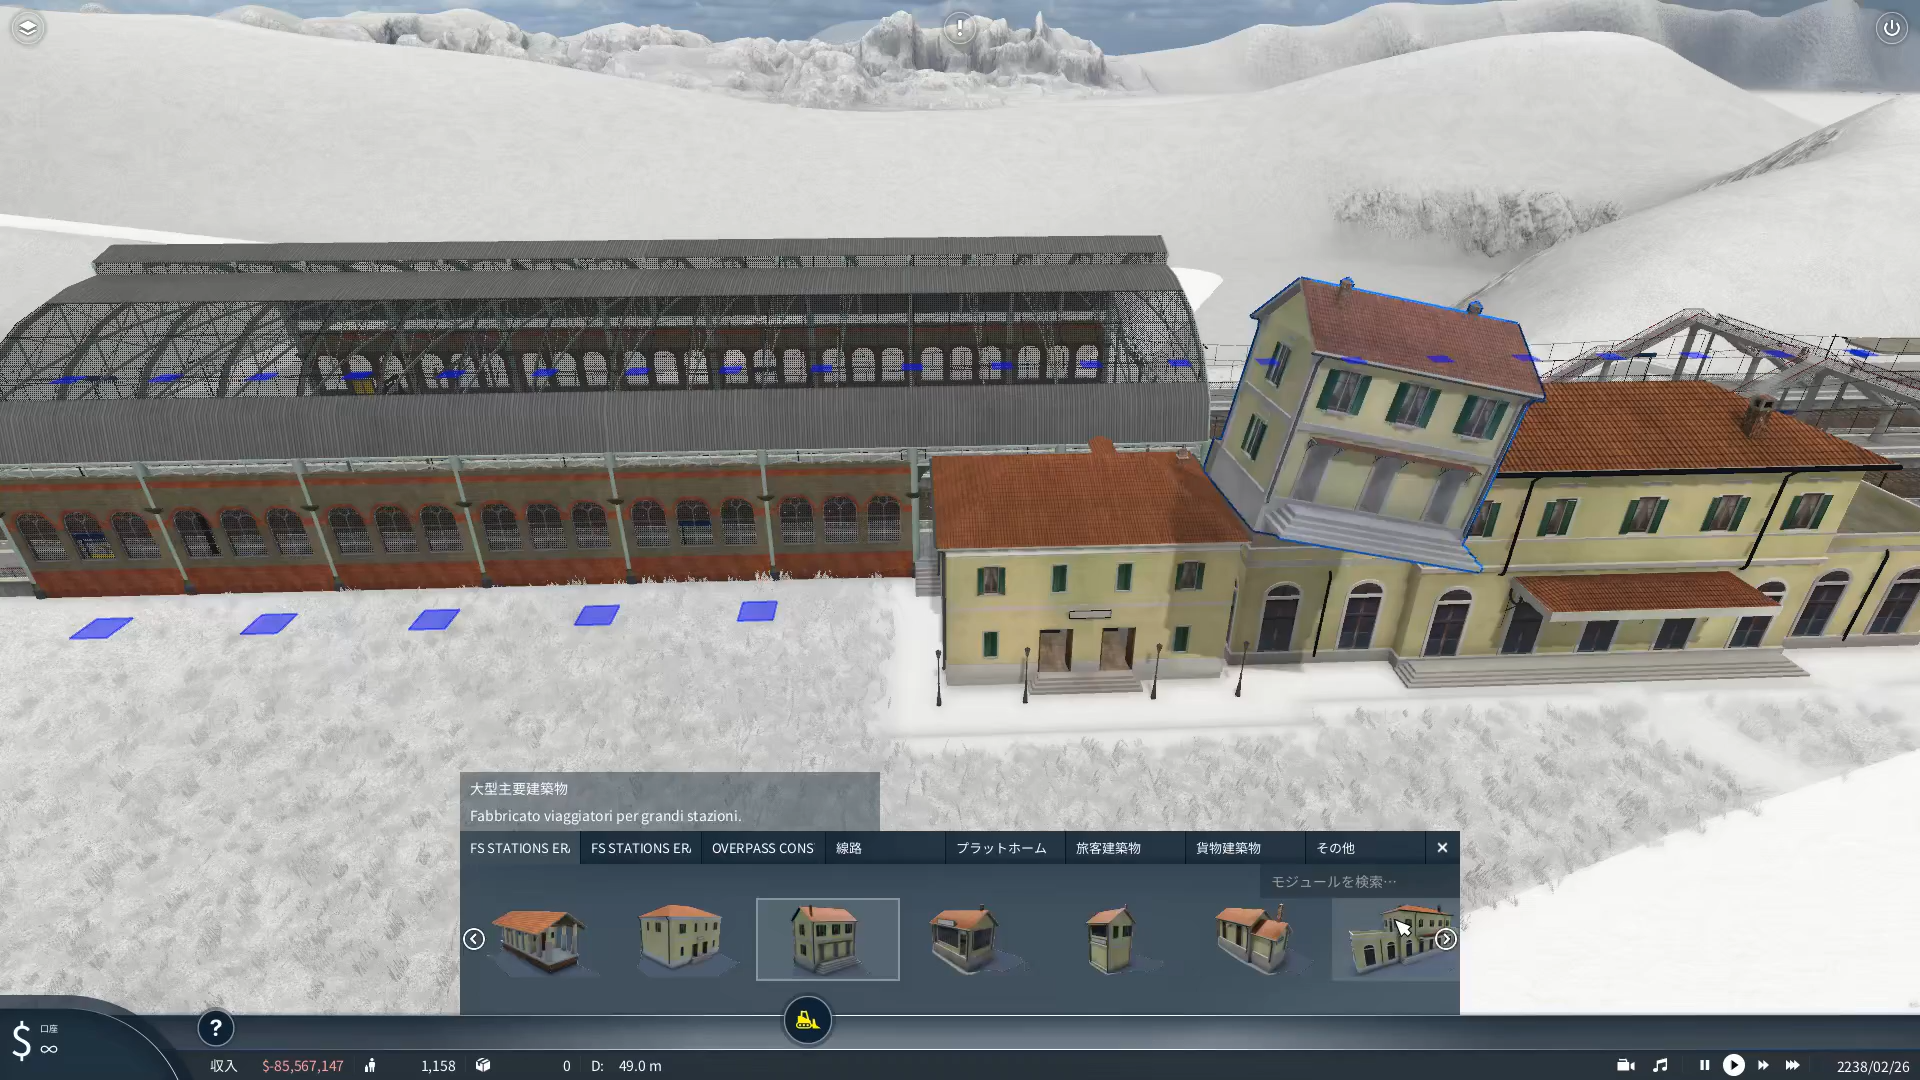 大型主要建築物
Fabbricato viaggiatori per grandi stazioni.
FS STATIONS ER
FS STATIONS ER
OVERPASS CONS
線路
プラットホーム
旅客建築物
貨物建築物
その他
モジュールを検索…
$
口座
∞
?
収入
$-85,567,147
1,158
0
D: 49.0 m
2238/02/26